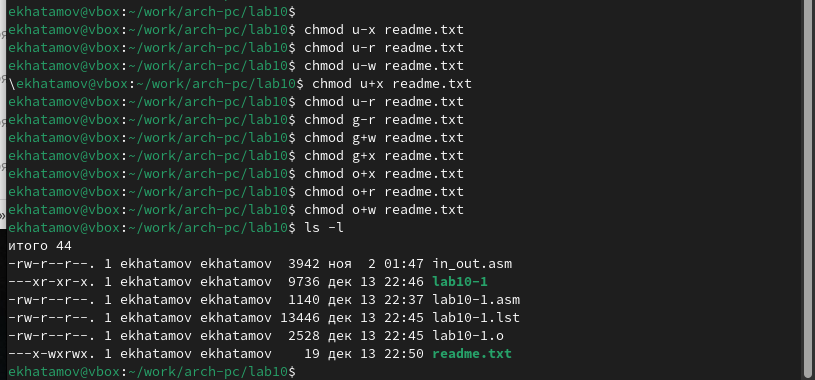 ekhatamov@vbox:~/work/arch-pc/lab10$
ekhatamov@vbox:~/work/arch-pc/lab10$ chmod u-x readme.txt
ekhatamov@vbox:~/work/arch-pc/lab10$ chmod u-r readme.txt
ekhatamov@vbox:~/work/arch-pc/lab10$ chmod u-w readme.txt
\ekhatamov@vbox:~/work/arch-pc/lab10$ chmod u+x readme.txt
ekhatamov@vbox:~/work/arch-pc/lab10$ chmod u-r readme.txt
ekhatamov@vbox:~/work/arch-pc/lab10$ chmod g-r readme.txt
ekhatamov@vbox:~/work/arch-pc/lab10$ chmod g+w readme.txt
ekhatamov@vbox:~/work/arch-pc/lab10$ chmod g+x readme.txt
ekhatamov@vbox:~/work/arch-pc/lab10$ chmod o+x readme.txt
ekhatamov@vbox:~/work/arch-pc/lab10$ chmod o+r readme.txt
ekhatamov@vbox:~/work/arch-pc/lab10$ chmod o+w readme.txt
ekhatamov@vbox:~/work/arch-pc/lab10$ ls -l
итого 44
-rw-r--r--. 1 ekhatamov ekhatamov  3942 ноя  2 01:47 in_out.asm
---xr-xr-x. 1 ekhatamov ekhatamov  9736 дек 13 22:46 lab10-1
-rw-r--r--. 1 ekhatamov ekhatamov  1140 дек 13 22:37 lab10-1.asm
-rw-r--r--. 1 ekhatamov ekhatamov 13446 дек 13 22:45 lab10-1.lst
-rw-r--r--. 1 ekhatamov ekhatamov  2528 дек 13 22:45 lab10-1.o
---x-wxrwx. 1 ekhatamov ekhatamov    19 дек 13 22:50 readme.txt
ekhatamov@vbox:~/work/arch-pc/lab10$